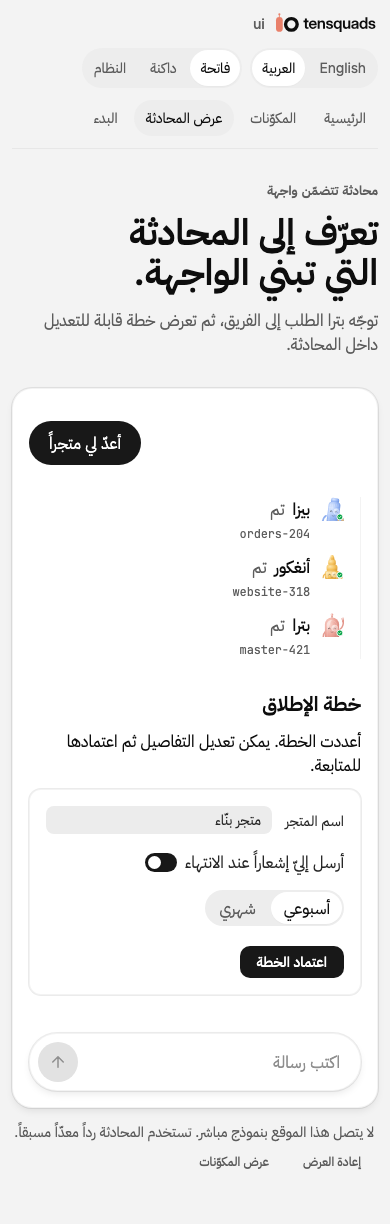 tensquads ui
English العربية فاتحة داكنة النظام
الرئيسية المكوّنات عرض المحادثة البدء
محادثة تتضمّن واجهة
تعرّف إلى المحادثة
التي تبني الواجهة.
توجّه بترا الطلب إلى الفريق، ثم تعرض خطة قابلة للتعديل
داخل المحادثة.
أعدّ لي متجراً
بيزا تم
orders-204
أنغكور تم
website-318
بترا تم
master-421
خطة الإطلاق
أعددت الخطة. يمكن تعديل التفاصيل ثم اعتمادها
للمتابعة.
اسم المتجر متجر بنّاء
أرسل إليّ إشعاراً عند الانتهاء
أسبوعي شهري
اعتماد الخطة
اكتب رسالة
لا يتصل هذا الموقع بنموذج مباشر. تستخدم المحادثة رداً معدّاً مسبقاً.
إعادة العرض عرض المكوّنات